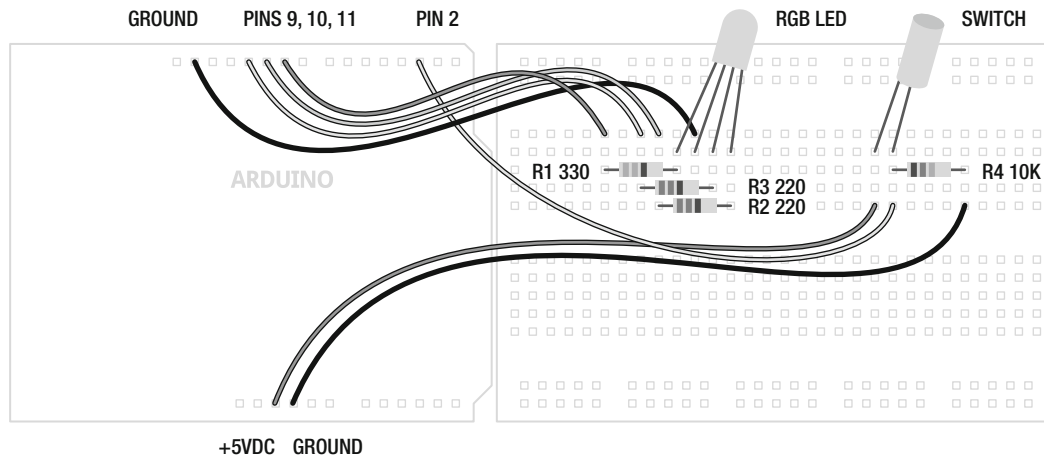 GROUND PINS 9, 10, 11 PIN 2 RGB LED SWITCH
ARDUINO
R1 330
R3 220
R2 220
R4 10K
+5VDC GROUND